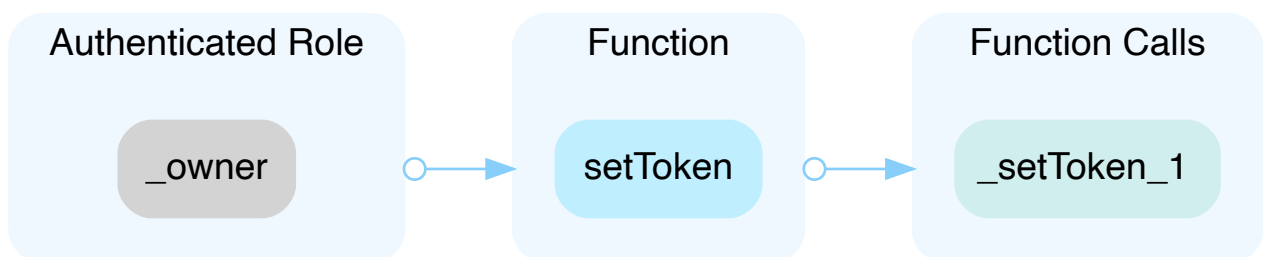 Authenticated Role
_owner
Function
setToken
Function Calls
_setToken_1